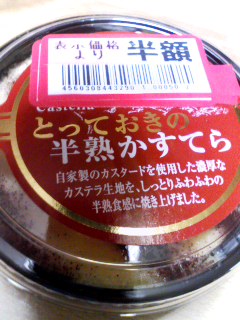 表示価格
より
半額
Castella
とっておきの
半熟かすてら
自家製のカスタードを使用した濃厚な
カステラ生地を、しっとりふわふわの
半熟食感に焼き上げました。